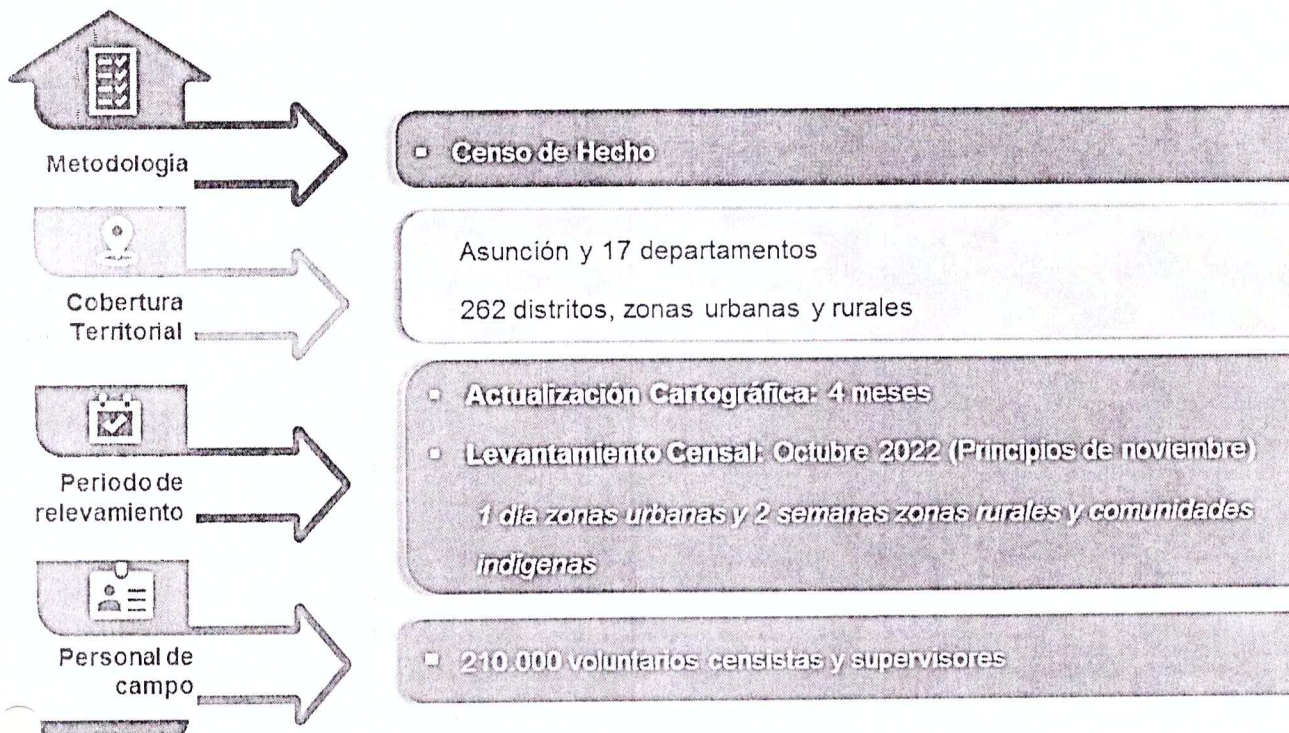 Metodologia
▫ Censo de Hecho
Cobertura
Territorial
Asunción y 17 departamentos
262 distritos, zonas urbanas y rurales
Periodo de
relevamiento
▫ Actualización Cartográfica: 4 meses
▫ Levantamiento Censal: Octubre 2022 (Principios de noviembre)
1 dia zonas urbanas y 2 semanas zonas rurales y comunidades
indígenas
Personal de
campo
▫ 210.000 voluntarios censistas y supervisores